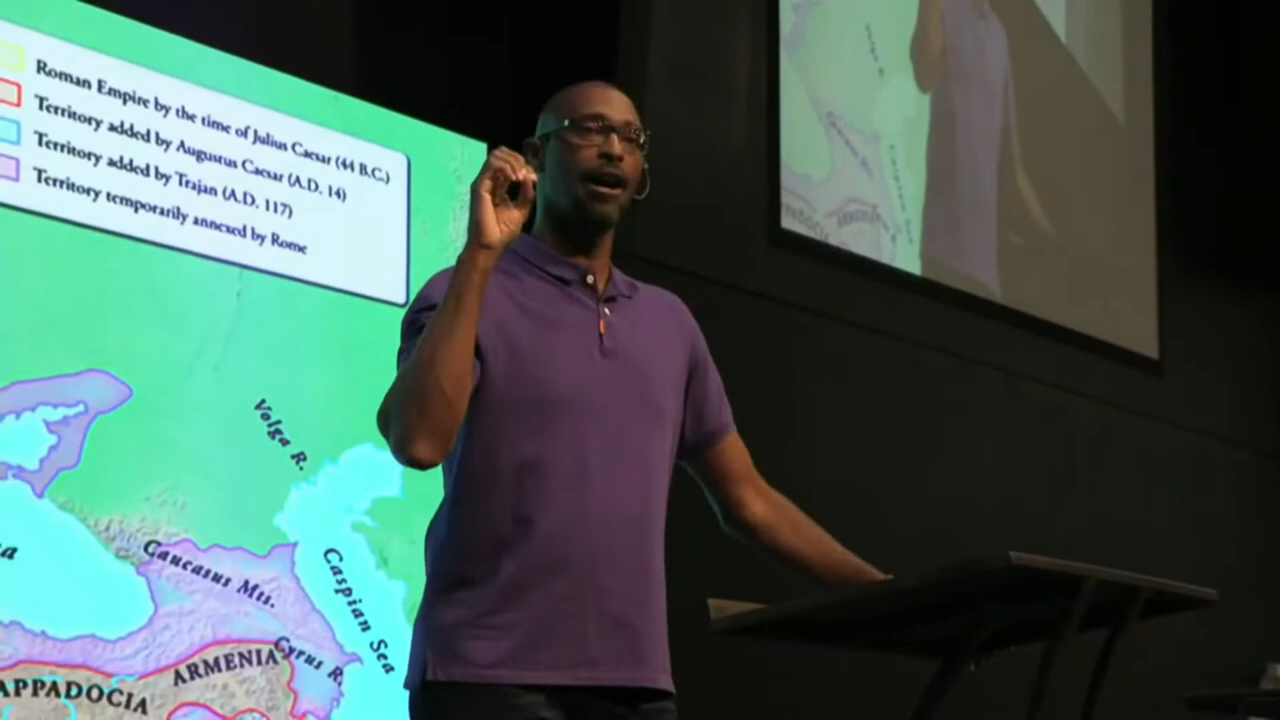 Roman Empire by the time of Julius Caesar (44 B.C.)
Territory added by Augustus Caesar (A.D. 14)
Territory added by Trajan (A.D. 117)
Territory temporarily annexed by Rome
Volga R.
Caucasus Mts.
Caspian Sea
Cyrus R.
ARMENIA
APPADOCIA